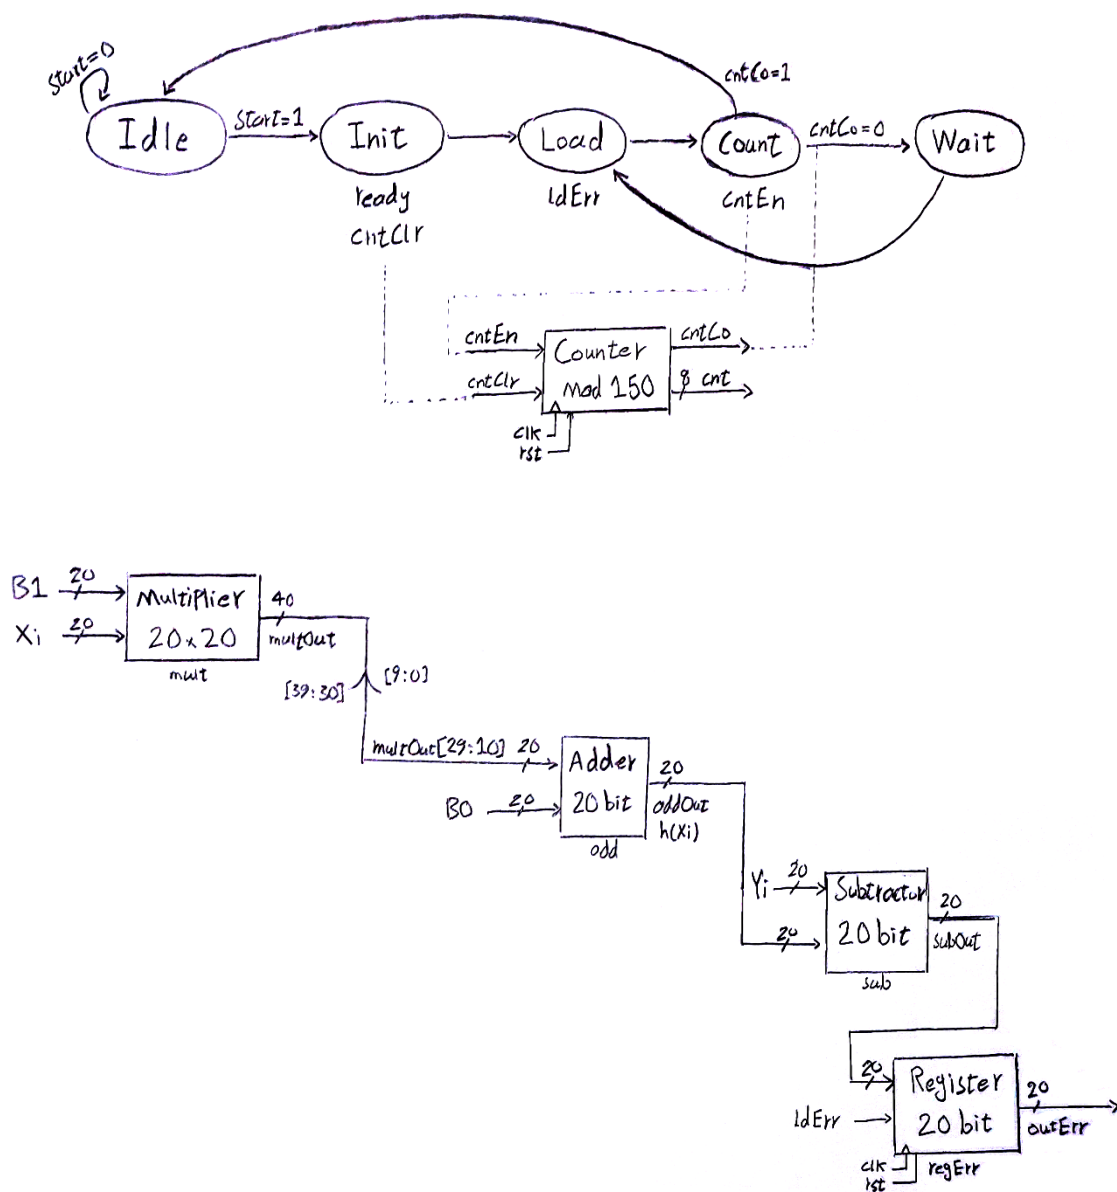 Start=0
cntCo=1
Idle
Start=1
Init
Load
Count
cntCo=0
Wait
ready
cntClr
ldErr
cntEn
cntEn
cntClr
Counter
Mod 150
cntCo
8 cnt
clk
rst
B1
20
Xi
20
Multiplier
20x20
mult
40
multOut
[39:30]
[9:0]
multOut[29:10]
20
B0
20
Adder
20 bit
add
20
addOut
h(Xi)
Yi
20
20
Subtractor
20 bit
sub
20
subOut
20
ldErr
Register
20 bit
clk
rst
regErr
20
outErr